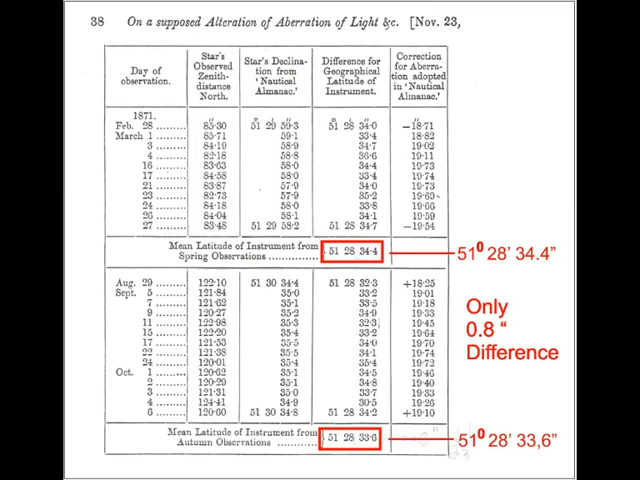 38 On a supposed Alteration of Aberration of Light &c. [Nov. 23,
Day of observation. Star's Observed Zenith-distance North. Star's Declination from 'Nautical Almanac.' Difference for Geographical Latitude of Instrument. Correction for Aberration adopted in 'Nautical Almanac.'
1871.
Feb. 28 ......... 85·30 51 29 59·3 51 28 34·0 −18·71
March 1 ......... 85·71 59·1 33·4 18·82
3 ......... 84·19 58·9 34·7 19·02
4 ......... 82·18 58·8 36·6 19·11
16 ......... 83·63 58·0 34·4 19·73
17 ......... 84·58 58·0 33·4 19·74
21 ......... 83·87 57·9 34·0 19·73
23 ......... 82·73 57·9 35·2 19·69
24 ......... 84·18 58·0 33·8 19·66
26 ......... 84·04 58·1 34·1 19·59
27 ......... 83·48 51 29 58·2 51 28 34·7 −19·54
Mean Latitude of Instrument from
Spring Observations .............. 51 28 34·4
51⁰ 28' 34.4"
Aug. 29 ......... 122·10 51 30 34·4 51 28 32·3 +18·25
Sept. 5 ......... 121·84 35·0 33·2 19·01
7 ......... 121·62 35·1 33·5 19·18
9 ......... 120·27 35·2 34·9 19·33
11 ......... 122·98 35·3 32·3 19·45
15 ......... 122·20 35·4 33·2 19·64
17 ......... 121·53 35·5 34·0 19·70
22 ......... 121·38 35·5 34·1 19·74
24 ......... 120·01 35·4 35·4 19·72
Oct. 1 ......... 120·62 35·1 34·5 19·46
2 ......... 120·29 35·1 34·8 19·40
3 ......... 121·31 35·0 33·7 19·33
4 ......... 124·41 34·9 30·5 19·26
6 ......... 120·60 51 30 34·8 51 28 34·2 +19·10
Only
0.8 "
Difference
Mean Latitude of Instrument from
Autumn Observations ............ 51 28 33·6
51⁰ 28' 33,6"